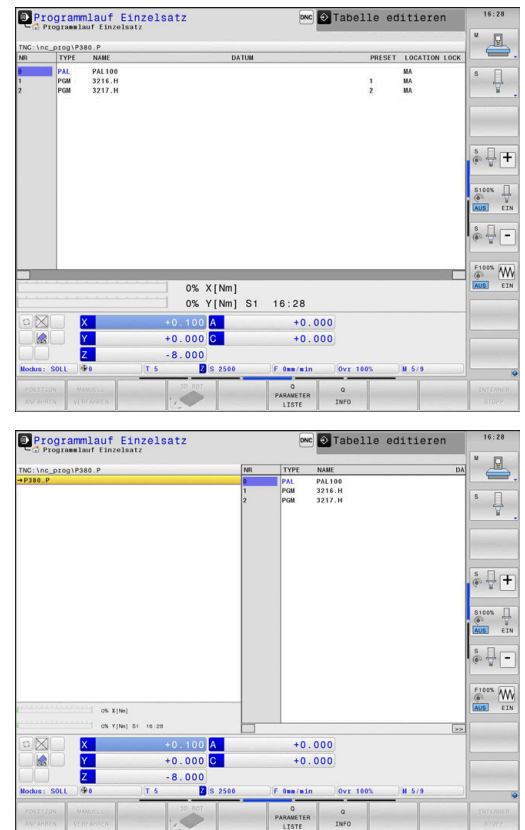 Programmlauf Einzelsatz
Programmlauf Einzelsatz
DNC
Tabelle editieren
16:28
TNC:\nc_prog\P380.P
NR TYPE NAME DATUM PRESET LOCATION LOCK
0 PAL PAL100 MA
1 PGM 3216.H 1 MA
2 PGM 3217.H 2 MA
M
S
S
S100%
AUS EIN
S
F100%
AUS EIN
0% X[Nm]
0% Y[Nm] S1 16:28
X +0.100 A +0.000
Y +0.000 C +0.000
Z -8.000
Modus: SOLL 0 T 5 Z S 2500 F 0mm/min Ovr 100% M 5/9
POSITION ANFAHREN
MANUELL VERFAHREN
3D ROT
Q PARAMETER LISTE
Q INFO
INTERNER STOPP
Programmlauf Einzelsatz
Programmlauf Einzelsatz
DNC
Tabelle editieren
16:28
TNC:\nc_prog\P380.P
→P380.P
NR TYPE NAME DA
0 PAL PAL100
1 PGM 3216.H
2 PGM 3217.H
M
S
S
S100%
AUS EIN
S
F100%
AUS EIN
0% X[Nm]
0% Y[Nm] S1 16:28
>>
X +0.100 A +0.000
Y +0.000 C +0.000
Z -8.000
Modus: SOLL 0 T 5 Z S 2500 F 0mm/min Ovr 100% M 5/9
POSITION ANFAHREN
MANUELL VERFAHREN
3D ROT
Q PARAMETER LISTE
Q INFO
INTERNER STOPP